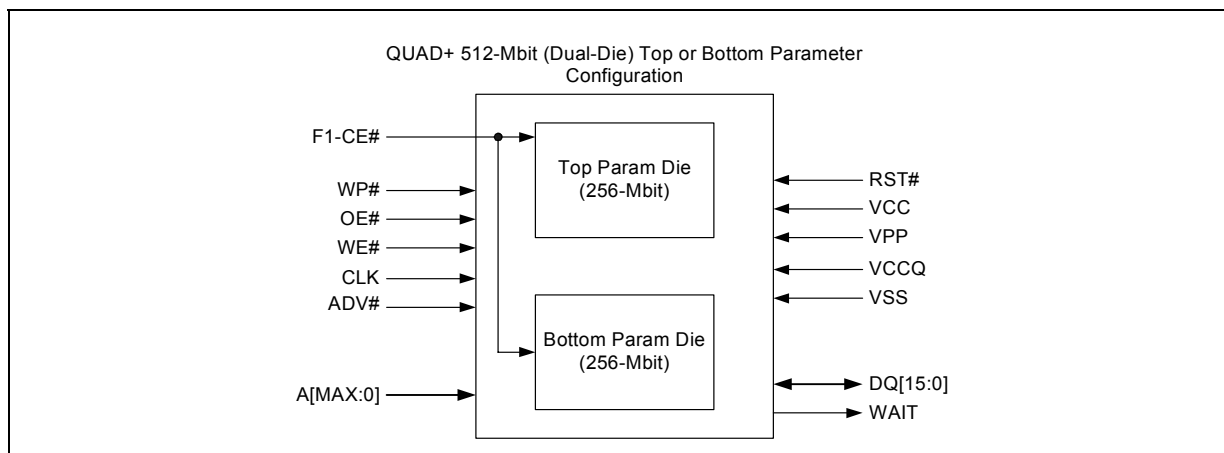 QUAD+ 512-Mbit (Dual-Die) Top or Bottom Parameter
Configuration
F1-CE#
WP#
OE#
WE#
CLK
ADV#
A[MAX:0]
Top Param Die
(256-Mbit)
Bottom Param Die
(256-Mbit)
RST#
VCC
VPP
VCCQ
VSS
DQ[15:0]
WAIT